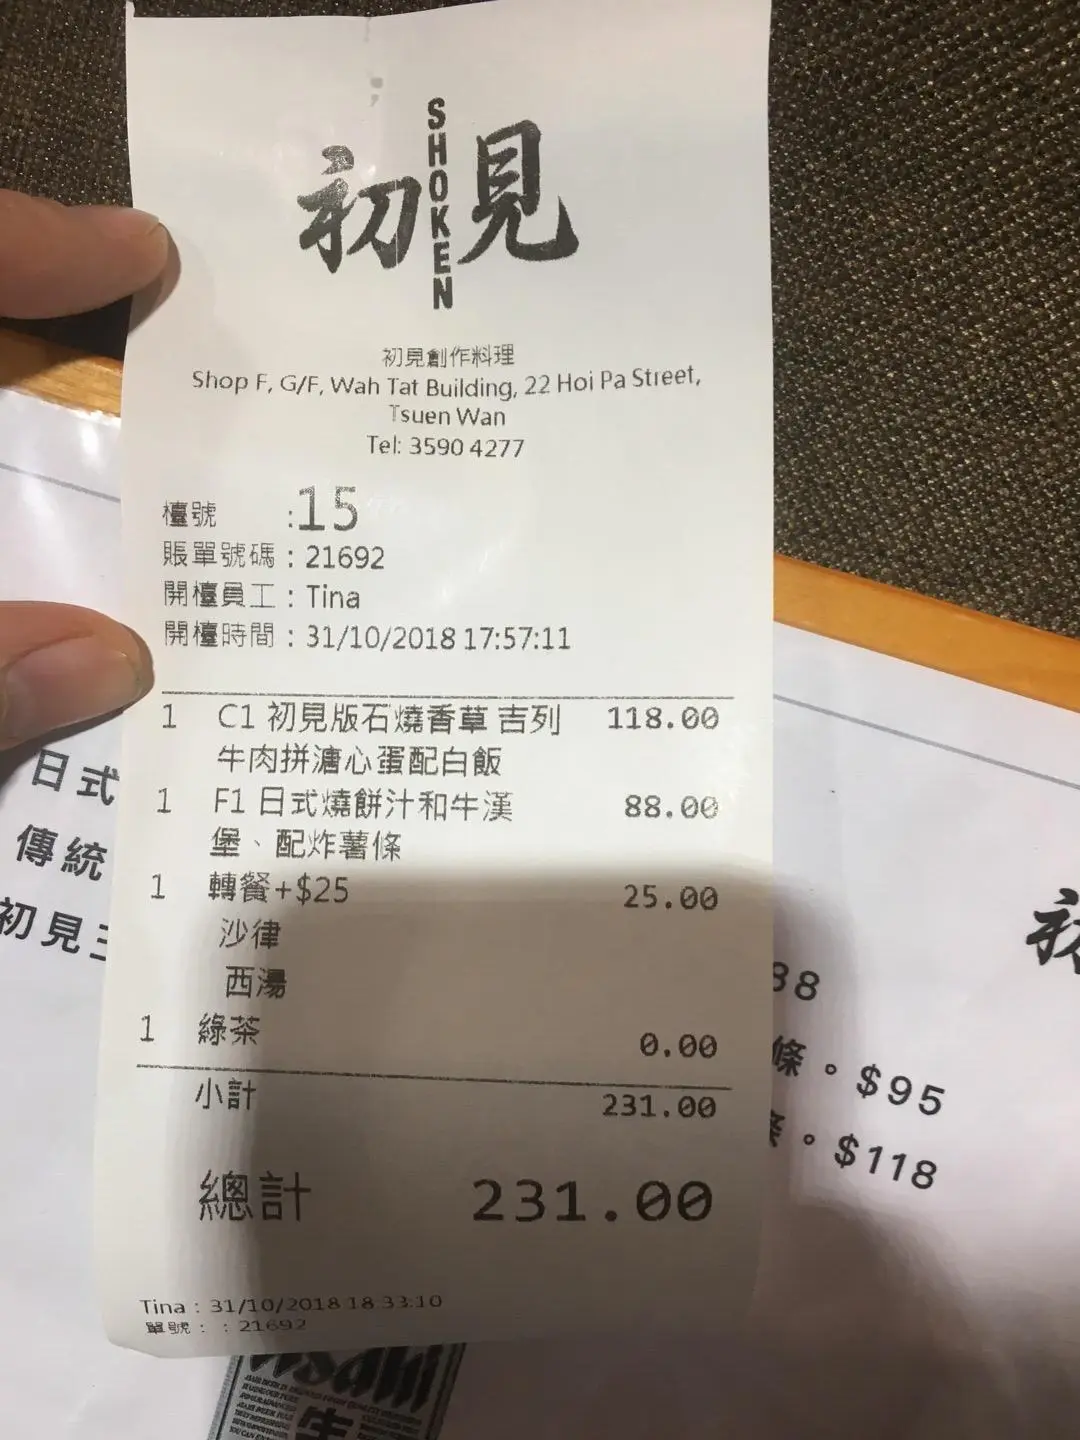 初見
SHOKEN
初見創作料理
Shop F, G/F, Wah Tat Building, 22 Hoi Pa Street,
Tsuen Wan
Tel: 3590 4277
檯號 :15
賬單號碼 : 21692
開檯員工 : Tina
開檯時間 : 31/10/2018 17:57:11
1 C1 初見版石燒香草 吉列 118.00
牛肉拼溏心蛋配白飯
1 F1 日式燒餅汁和牛漢 88.00
堡、配炸薯條
1 轉餐+$25 25.00
沙律
西湯
1 綠茶 0.00
小計 231.00
總計 231.00
Tina : 31/10/2018 18:33:10
單號 : : 21692
日式
傳統
初見
初
88
條。$95
條。$118
Asahi
生